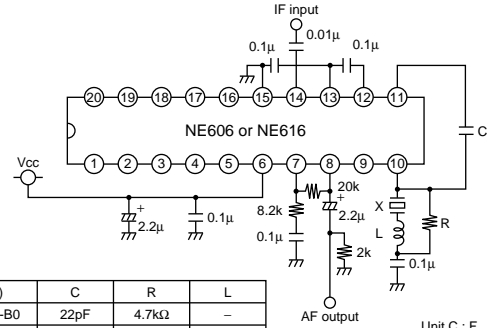 IF input
0.01μ
0.1μ
0.1μ
20 19 18 17 16 15 14 13 12 11
C
NE606 or NE616
1 2 3 4 5 6 7 8 9 10
Vcc
+
2.2μ
0.1μ
8.2k
20k
+
2.2μ
0.1μ
2k
X
L
R
0.1μ
AF output
) C R L
-B0 22pF 4.7kΩ –
Unit C : F